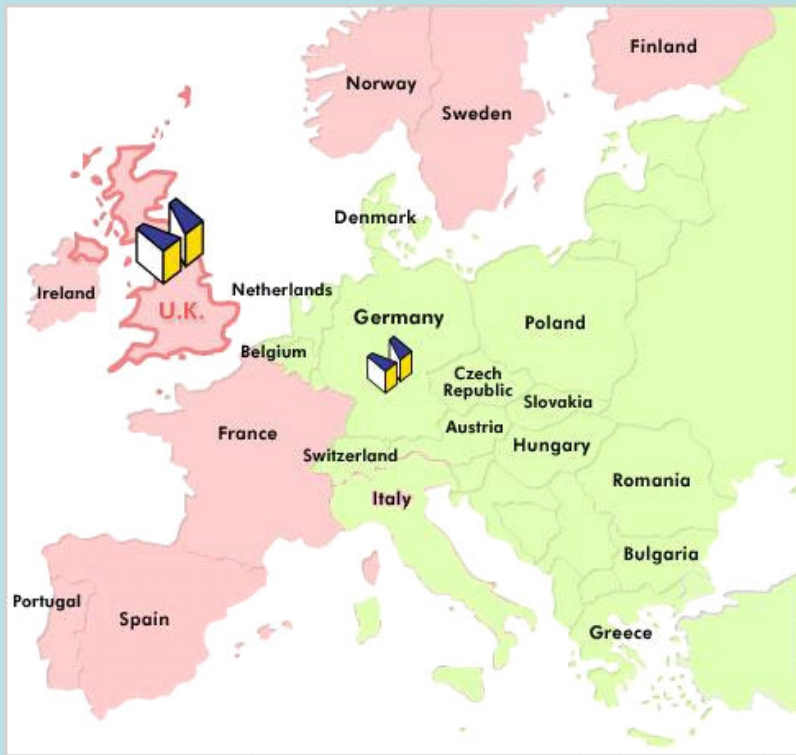 Finland
Norway
Sweden
Denmark
Ireland
Netherlands
U.K.
Germany
Poland
Belgium
Czech
Republic
Slovakia
Austria
France
Hungary
Switzerland
Romania
Italy
Bulgaria
Portugal
Spain
Greece